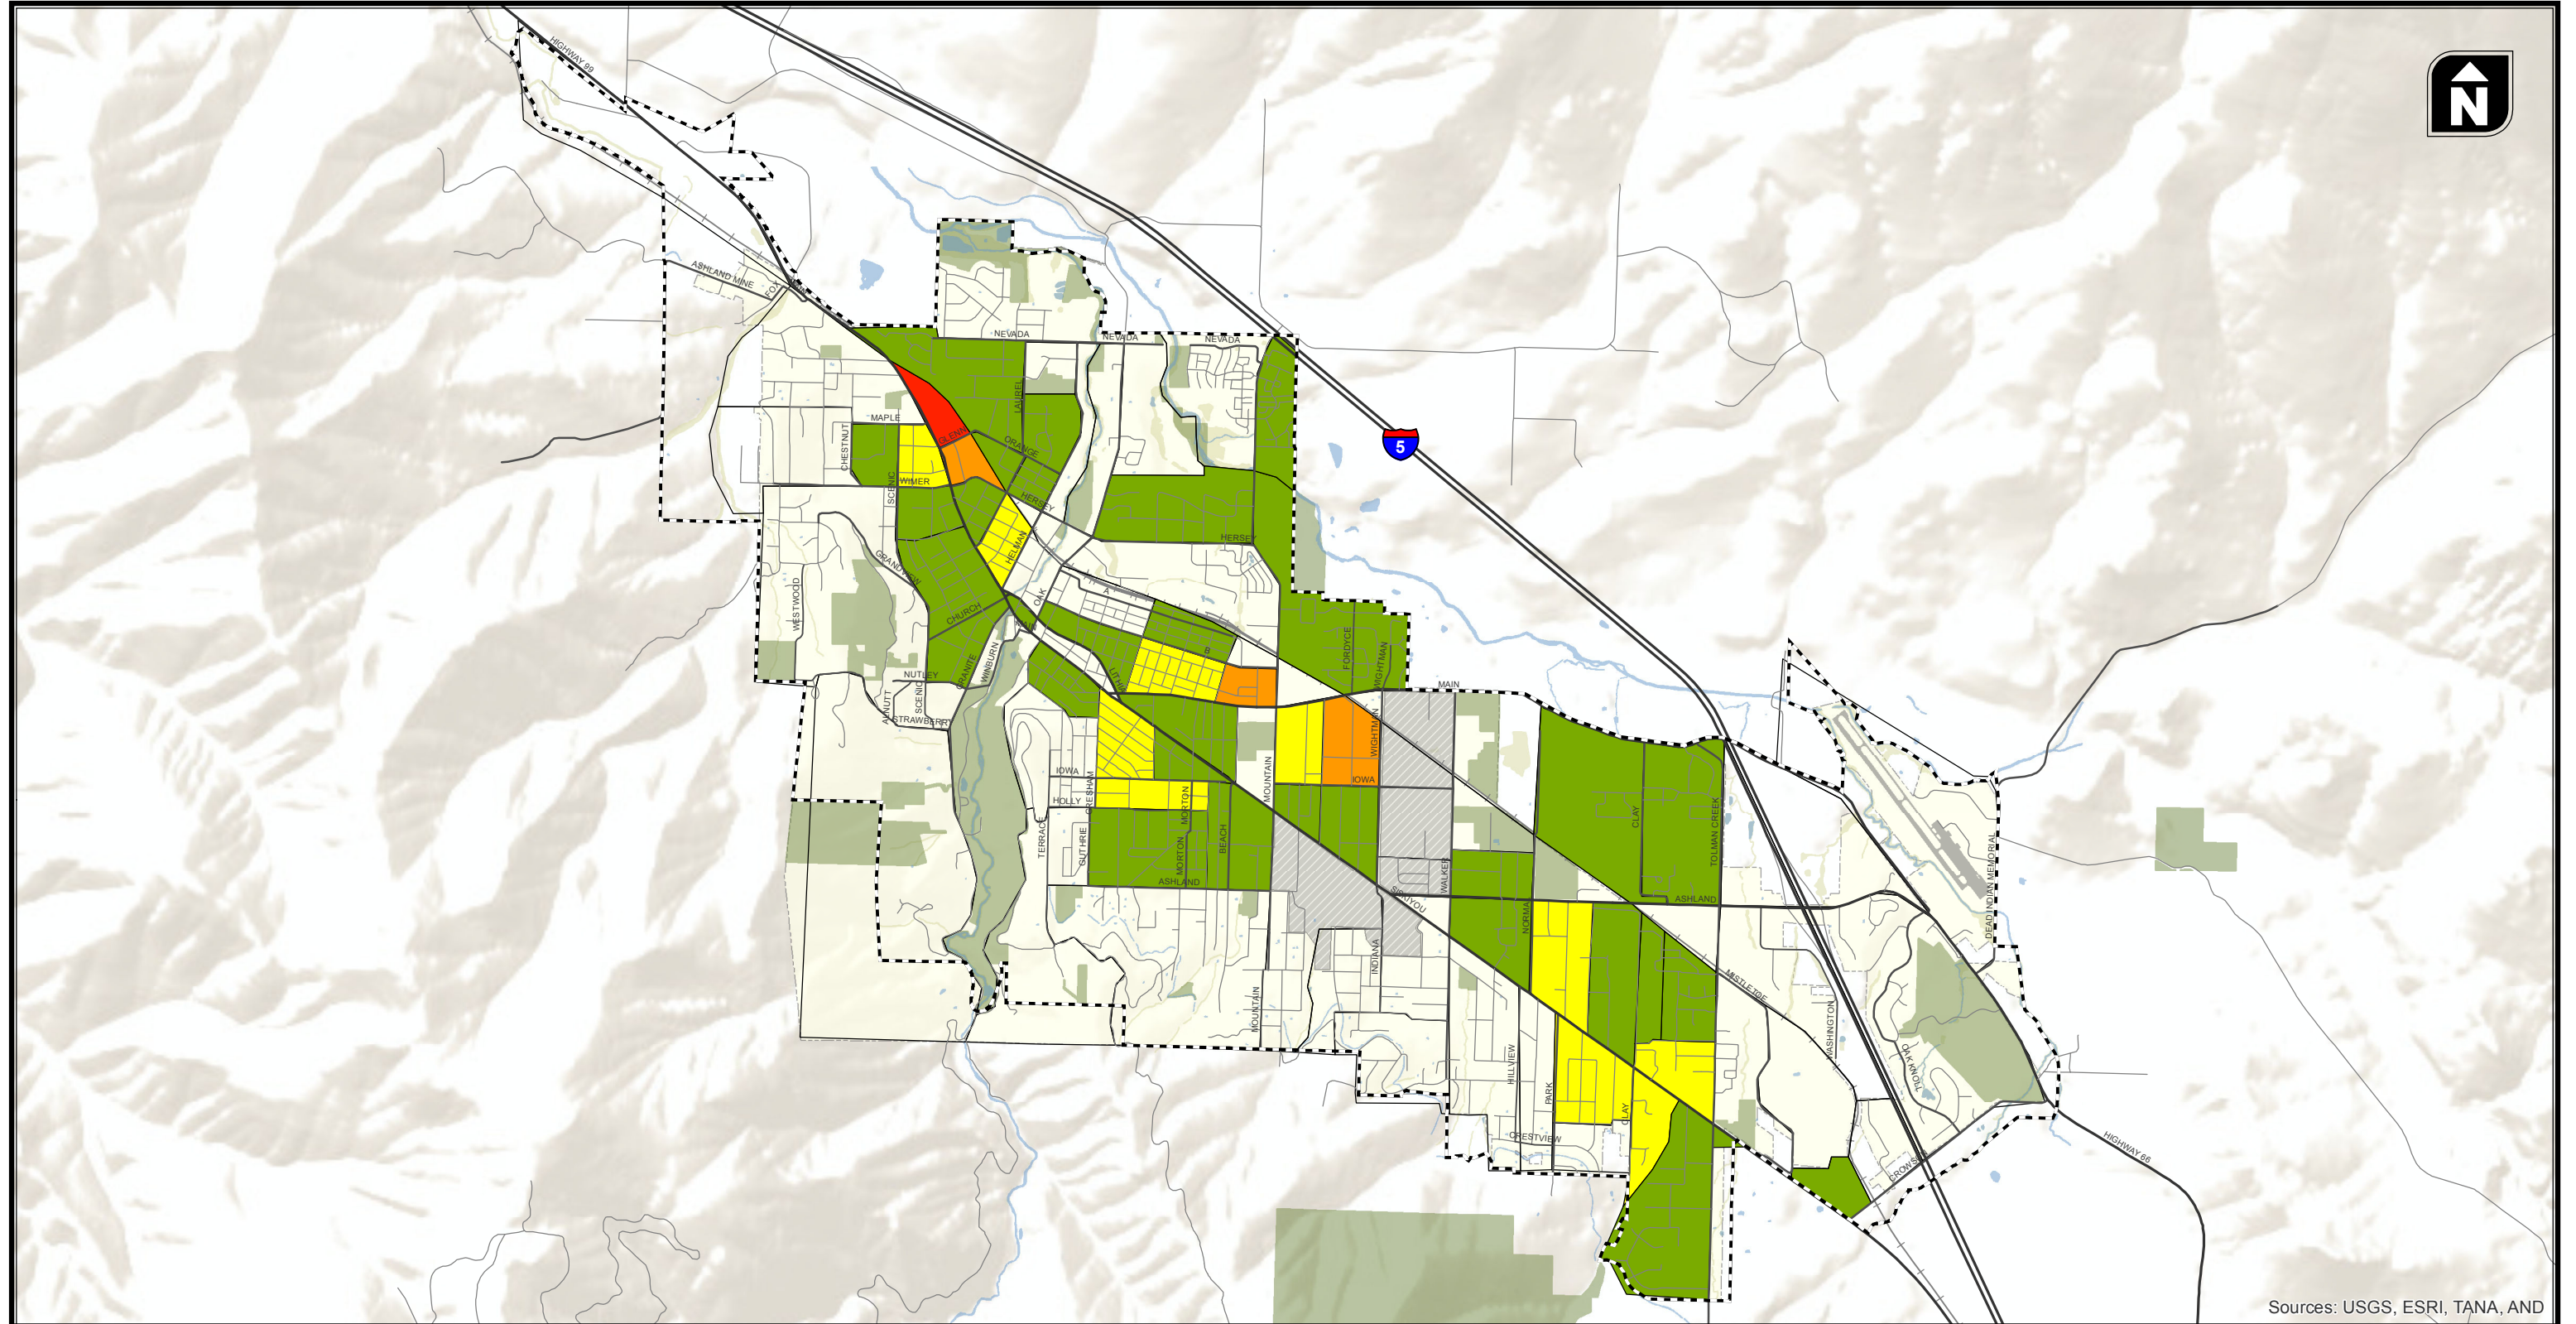 HIGHWAY 99
N
ASHLAND MINE
FOX
NEVADA
NEVADA
NEVADA
LAUREL
5
MAPLE
GLENN
ORANGE
CHESTNUT
SCENIC
WIMER
HERSEY
HERSEY
HELMAN
GRANDVIEW
WESTWOOD
OAK
A
CHURCH
MAIN
FORDYCE
B
WIGHTMAN
LITHIA
GRANITE
WINBURN
NUTLEY
SCENIC
ALNUTT
STRAWBERRY
MAIN
WIGHTMAN
IOWA
IOWA
MOUNTAIN
HOLLY
GRESHAM
MORTON
CLAY
TOLMAN CREEK
TERRACE
GUTHRIE
MORTON
BEACH
ASHLAND
WALKER
SISKIYOU
ASHLAND
DEAD INDIAN MEMORIAL
INDIANA
MISTLETOE
MOUNTAIN
WASHINGTON
HILLVIEW
OAK KNOLL
PARK
CLAY
CRESTVIEW
HIGHWAY 66
Sources: USGS, ESRI, TANA, AND